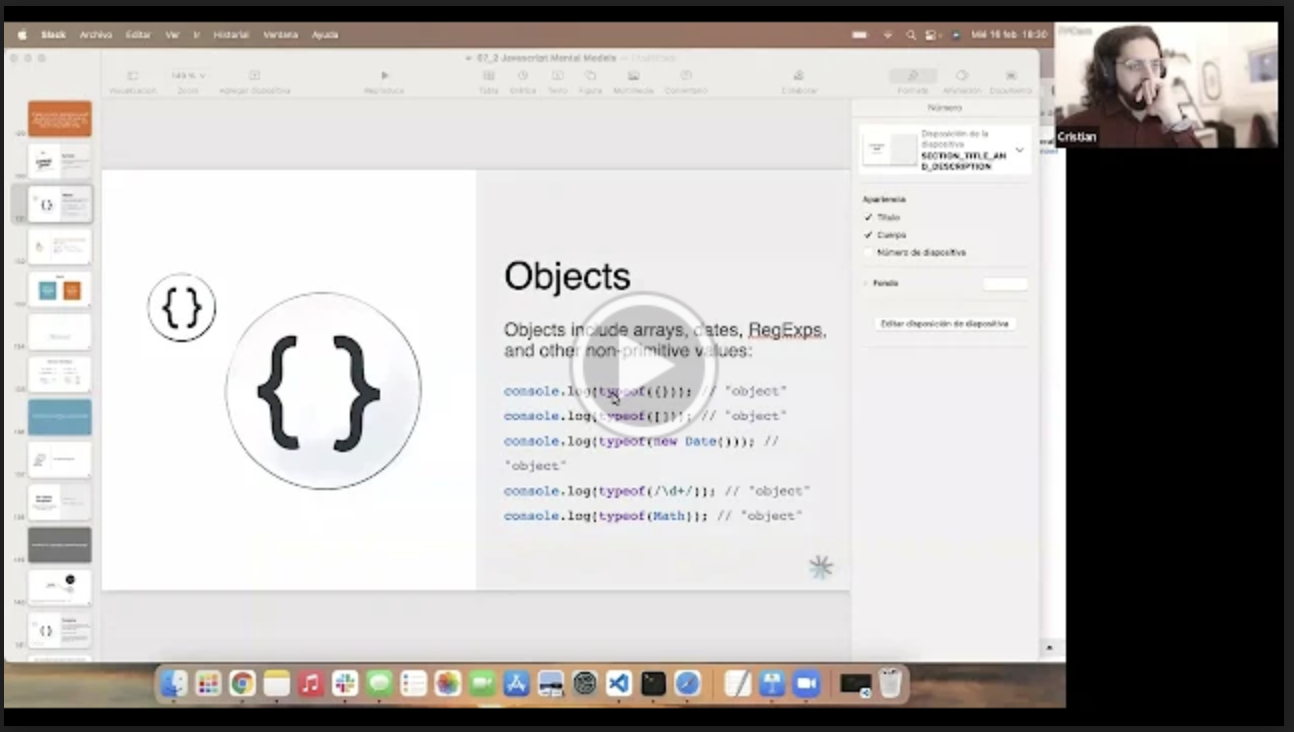 Slack Archivo Editar Ver Ir Historial Ventana Ayuda
Mié 16 feb 18:30
07_2 Javascript Mental Models
Visualización Zoom Agregar diapositiva Reproducir Tabla Gráfica Texto Figura Multimedia Comentario Colaborar Formato Animación Documento
Número
Disposición de la
diapositiva
SECTION_TITLE_AN
D_DESCRIPTION
Apariencia
Título
Cuerpo
Número de diapositiva
Fondo
Editar disposición de diapositiva
Cristian
{}
{}
Objects
Objects include arrays, dates, RegExps,
and other non-primitive values:
console.log(typeof({})); // "object"
console.log(typeof([])); // "object"
console.log(typeof(new Date())); //
"object"
console.log(typeof(/\d+/)); // "object"
console.log(typeof(Math)); // "object"